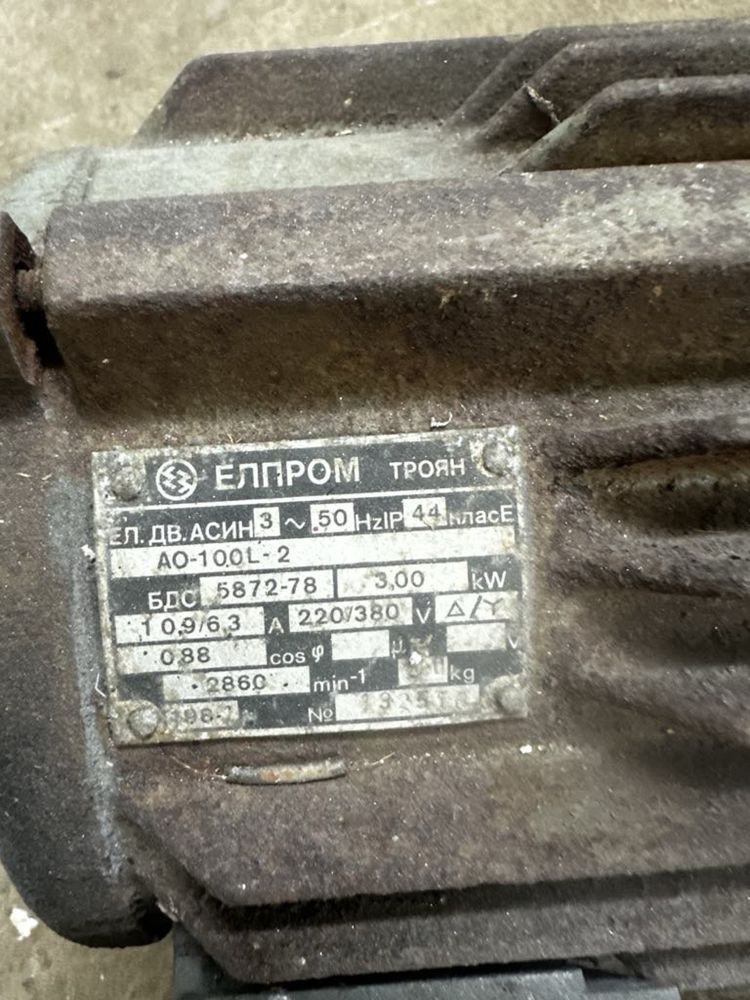 ЕЛПРОМ ТРОЯН
ЕЛ. ДВ. АСИН 3 ~ 50 Hz IP 44 клас E
АО-100L-2
БДС 5872-78 3,00 kW
10,9/6,3 A 220/380 V Δ/Y
0,88 cos φ μF V
2860 min-1 kg
№